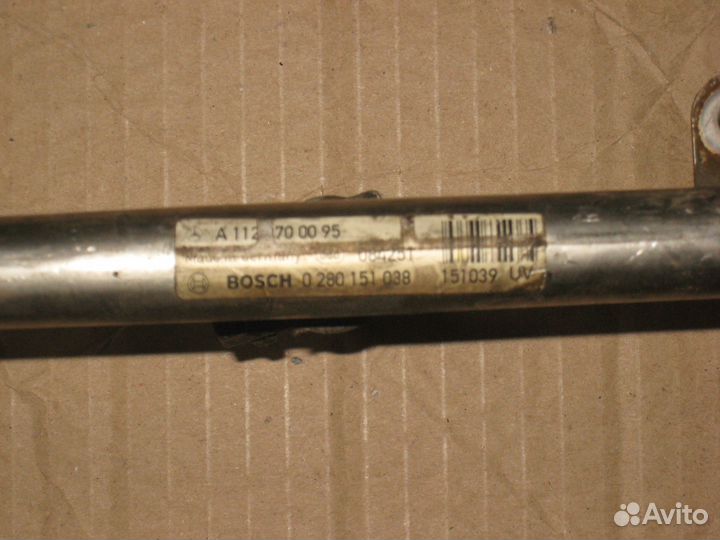 A 112 70 00 95
Made in Germany 084251
BOSCH 0 280 151 038 151039 UV
Avito